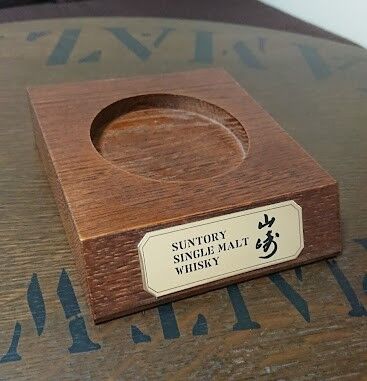 SUNTORY
SINGLE MALT
WHISKY
山崎